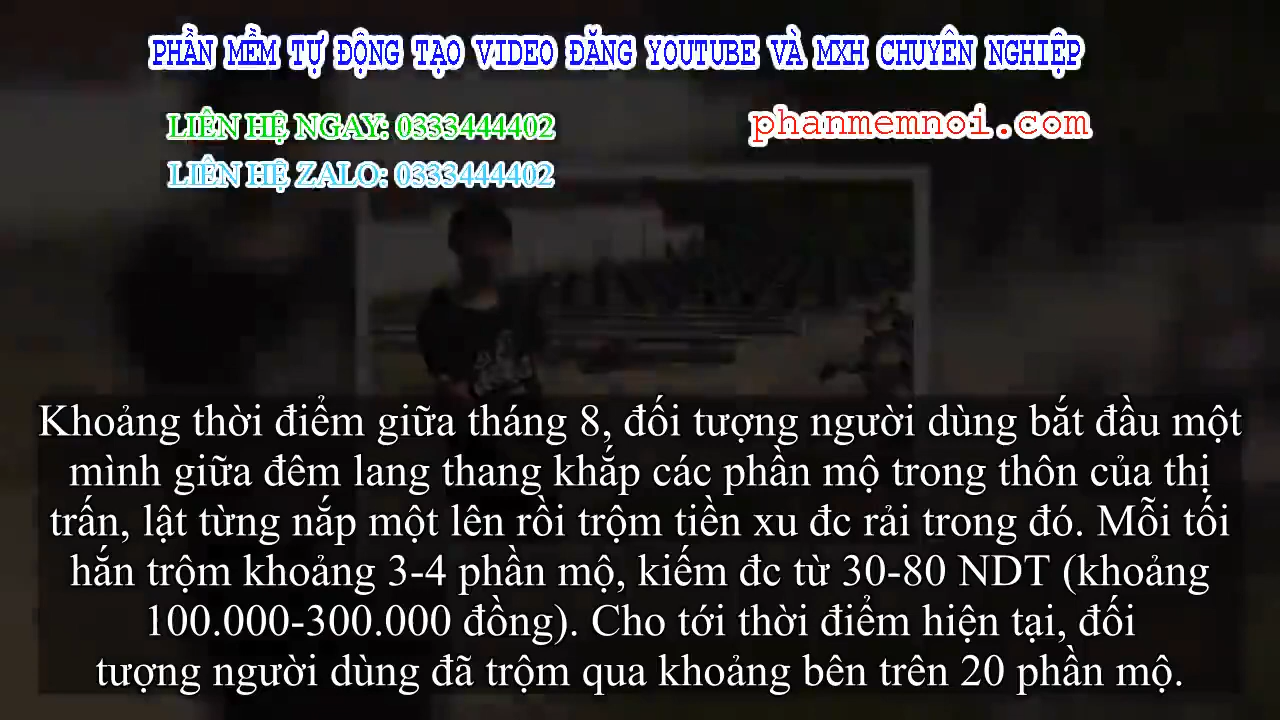 PHẦN MỀM TỰ ĐỘNG TẠO VIDEO ĐĂNG YOUTUBE VÀ MXH CHUYÊN NGHIỆP
LIÊN HỆ NGAY: 0333444402
phanmemnoi.com
LIÊN HỆ ZALO: 0333444402
Khoảng thời điểm giữa tháng 8, đối tượng người dùng bắt đầu một
mình giữa đêm lang thang khắp các phần mộ trong thôn của thị
trấn, lật từng nắp một lên rồi trộm tiền xu đc rải trong đó. Mỗi tối
hắn trộm khoảng 3-4 phần mộ, kiếm đc từ 30-80 NDT (khoảng
100.000-300.000 đồng). Cho tới thời điểm hiện tại, đối
tượng người dùng đã trộm qua khoảng bên trên 20 phần mộ.